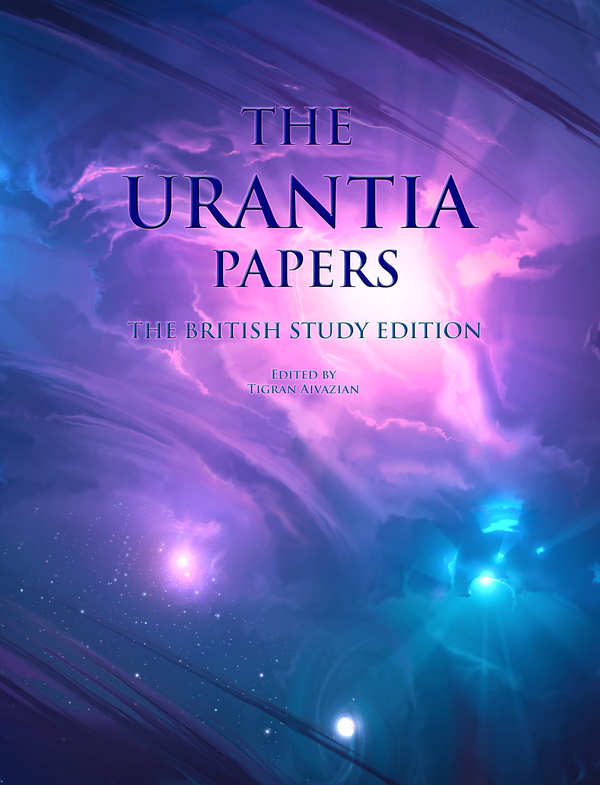 THE
URANTIA
PAPERS
THE BRITISH STUDY EDITION
EDITED BY
TIGRAN AIVAZIAN